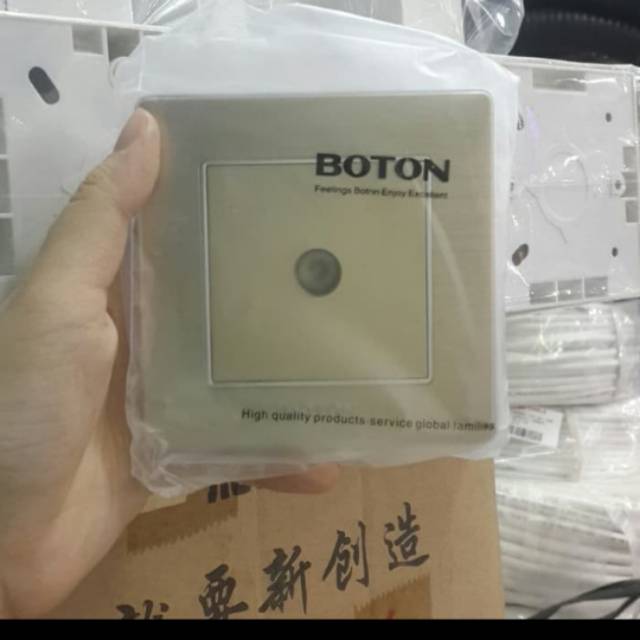 BOTON
Feelings Botnn Enjoy Excellent
High quality products service global families
要新创造